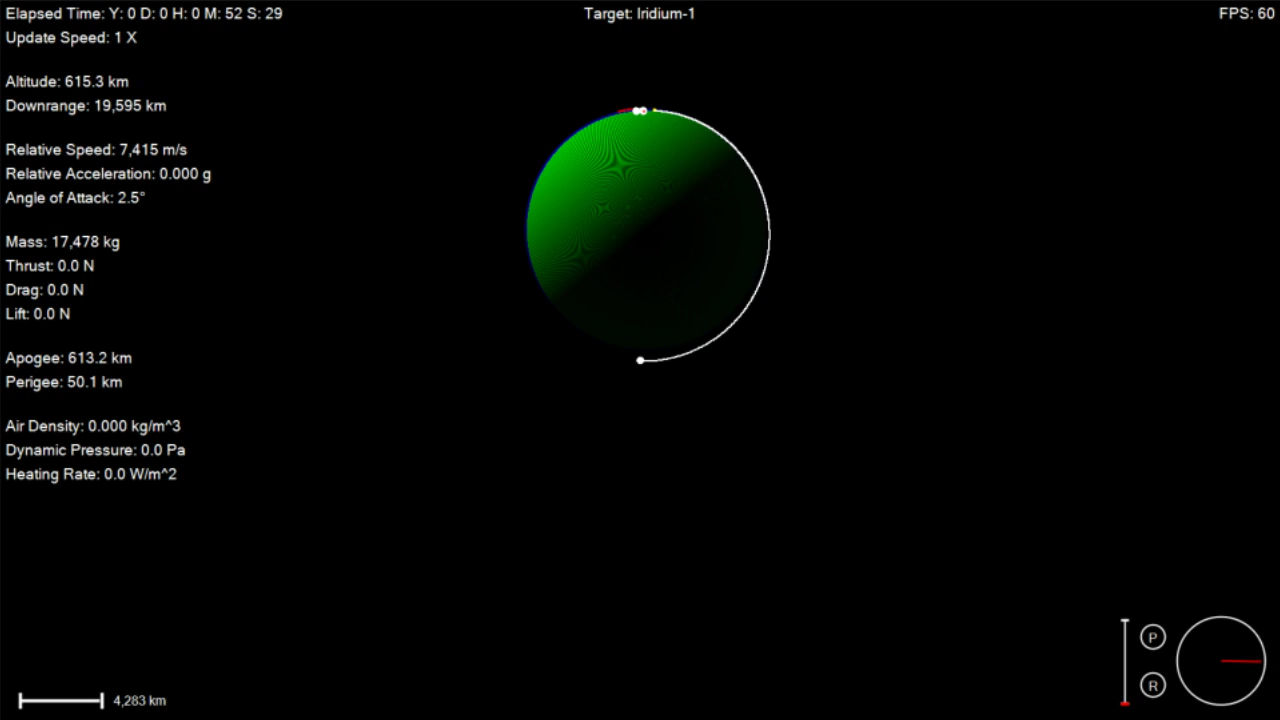 Elapsed Time: Y: 0 D: 0 H: 0 M: 52 S: 29
Target: Iridium-1
FPS: 60
Update Speed: 1 X
Altitude: 615.3 km
Downrange: 19,595 km
Relative Speed: 7,415 m/s
Relative Acceleration: 0.000 g
Angle of Attack: 2.5°
Mass: 17,478 kg
Thrust: 0.0 N
Drag: 0.0 N
Lift: 0.0 N
Apogee: 613.2 km
Perigee: 50.1 km
Air Density: 0.000 kg/m^3
Dynamic Pressure: 0.0 Pa
Heating Rate: 0.0 W/m^2
P
R
4,283 km